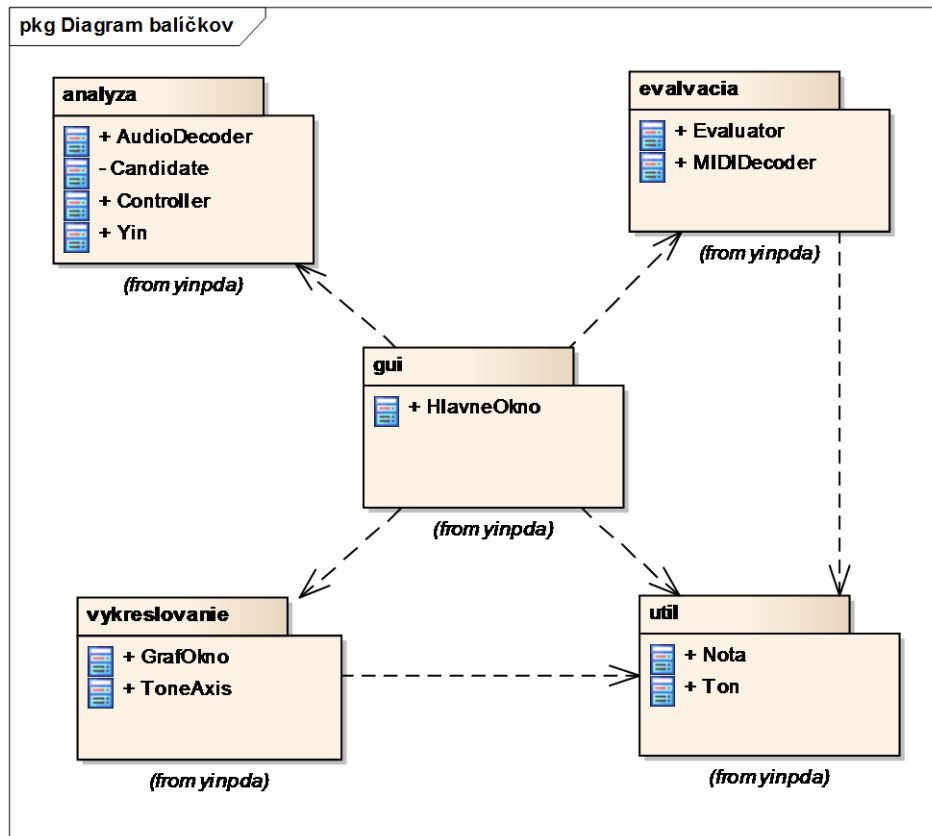 pkg Diagram balíčkov
analyza
+ AudioDecoder
- Candidate
+ Controller
+ Yin
(from yinpda)
evalvacia
+ Evaluator
+ MIDIDecoder
(from yinpda)
gui
+ HlavneOkno
(from yinpda)
vykreslovanie
+ GrafOkno
+ ToneAxis
(from yinpda)
util
+ Nota
+ Ton
(from yinpda)